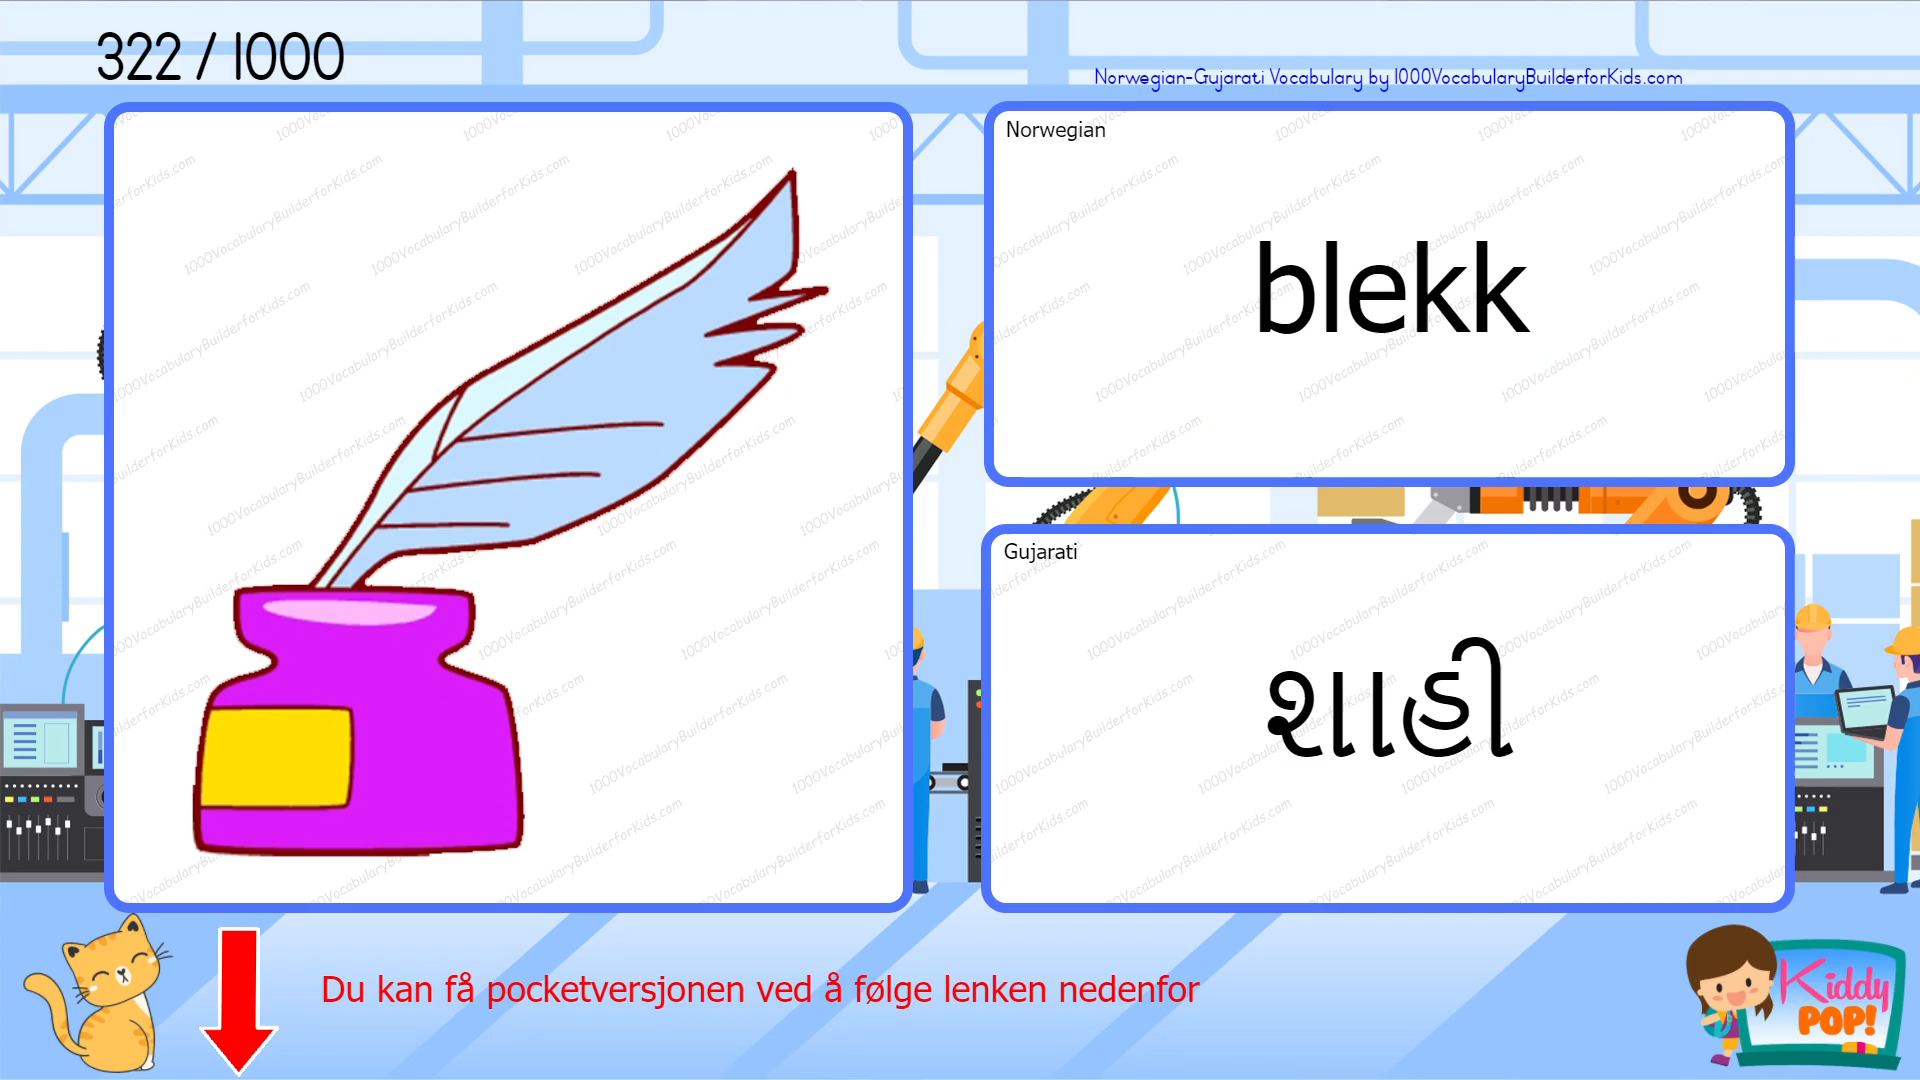 322 / 1000
Norwegian-Gujarati Vocabulary by 1000VocabularyBuilderforKids.com
Norwegian
blekk
Gujarati
શાહી
Du kan få pocketversjonen ved å følge lenken nedenfor
Kiddy
POP!